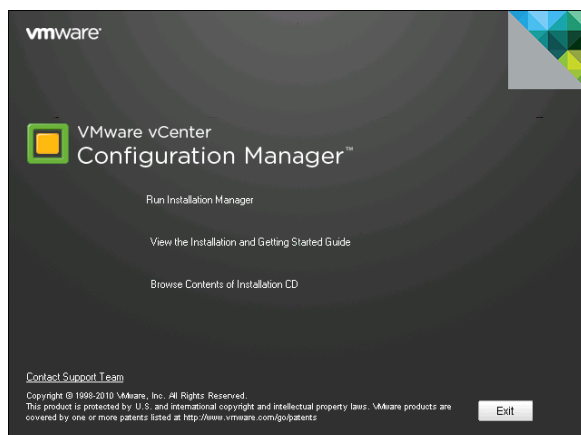 vmware®
VMware vCenter
Configuration Manager™
Run Installation Manager
View the Installation and Getting Started Guide
Browse Contents of Installation CD
Contact Support Team
Copyright © 1998-2010 VMware, Inc. All Rights Reserved.
This product is protected by U.S. and international copyright and intellectual property laws. VMware products are
covered by one or more patents listed at http://www.vmware.com/go/patents
Exit